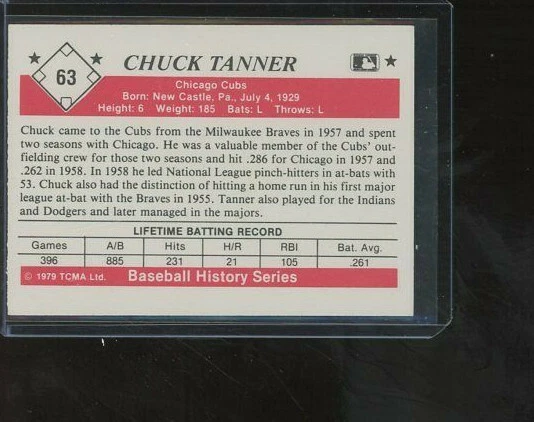 63
CHUCK TANNER
Chicago Cubs
Born: New Castle, Pa., July 4, 1929
Height: 6 Weight: 185 Bats: L Throws: L
Chuck came to the Cubs from the Milwaukee Braves in 1957 and spent
two seasons with Chicago. He was a valuable member of the Cubs' out-
fielding crew for those two seasons and hit .286 for Chicago in 1957 and
.262 in 1958. In 1958 he led National League pinch-hitters in at-bats with
53. Chuck also had the distinction of hitting a home run in his first major
league at-bat with the Braves in 1955. Tanner also played for the Indians
and Dodgers and later managed in the majors.
LIFETIME BATTING RECORD
Games A/B Hits H/R RBI Bat. Avg.
396 885 231 21 105 .261
© 1979 TCMA Ltd. Baseball History Series